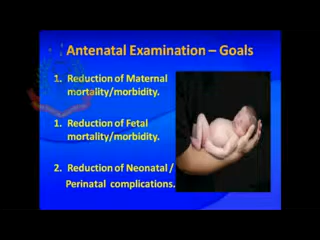 Antenatal Examination – Goals
1. Reduction of Maternal
mortality/morbidity.
1. Reduction of Fetal
mortality/morbidity.
2. Reduction of Neonatal /
Perinatal complications.